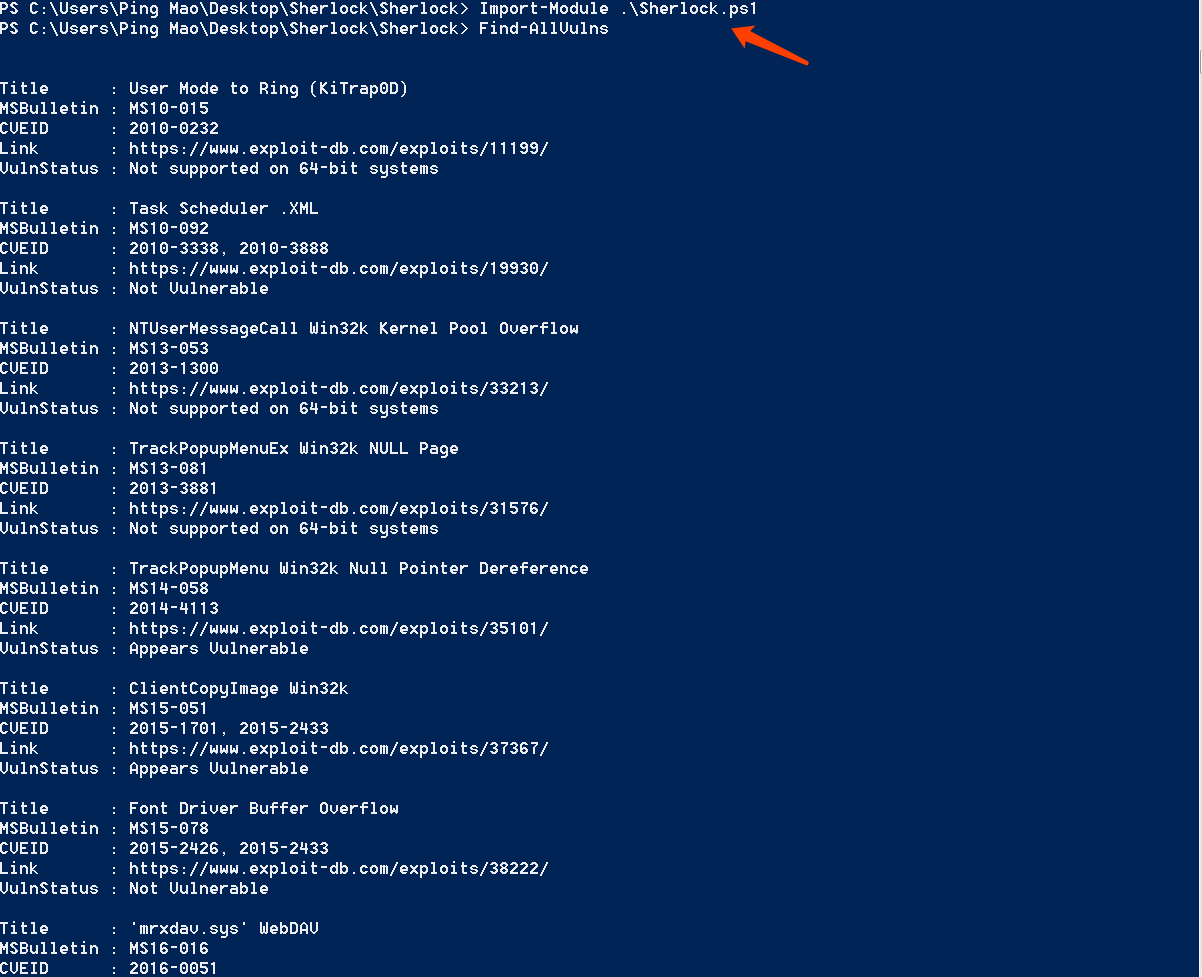 PS C:\Users\Ping Mao\Desktop\Sherlock\Sherlock> Import-Module .\Sherlock.ps1
PS C:\Users\Ping Mao\Desktop\Sherlock\Sherlock> Find-AllVulns
Title      : User Mode to Ring (KiTrap0D)
MSBulletin : MS10-015
CVEID      : 2010-0232
Link       : https://www.exploit-db.com/exploits/11199/
VulnStatus : Not supported on 64-bit systems
Title      : Task Scheduler .XML
MSBulletin : MS10-092
CVEID      : 2010-3338, 2010-3888
Link       : https://www.exploit-db.com/exploits/19930/
VulnStatus : Not Vulnerable
Title      : NTUserMessageCall Win32k Kernel Pool Overflow
MSBulletin : MS13-053
CVEID      : 2013-1300
Link       : https://www.exploit-db.com/exploits/33213/
VulnStatus : Not supported on 64-bit systems
Title      : TrackPopupMenuEx Win32k NULL Page
MSBulletin : MS13-081
CVEID      : 2013-3881
Link       : https://www.exploit-db.com/exploits/31576/
VulnStatus : Not supported on 64-bit systems
Title      : TrackPopupMenu Win32k Null Pointer Dereference
MSBulletin : MS14-058
CVEID      : 2014-4113
Link       : https://www.exploit-db.com/exploits/35101/
VulnStatus : Appears Vulnerable
Title      : ClientCopyImage Win32k
MSBulletin : MS15-051
CVEID      : 2015-1701, 2015-2433
Link       : https://www.exploit-db.com/exploits/37367/
VulnStatus : Appears Vulnerable
Title      : Font Driver Buffer Overflow
MSBulletin : MS15-078
CVEID      : 2015-2426, 2015-2433
Link       : https://www.exploit-db.com/exploits/38222/
VulnStatus : Not Vulnerable
Title      : 'mrxdav.sys' WebDAV
MSBulletin : MS16-016
CVEID      : 2016-0051